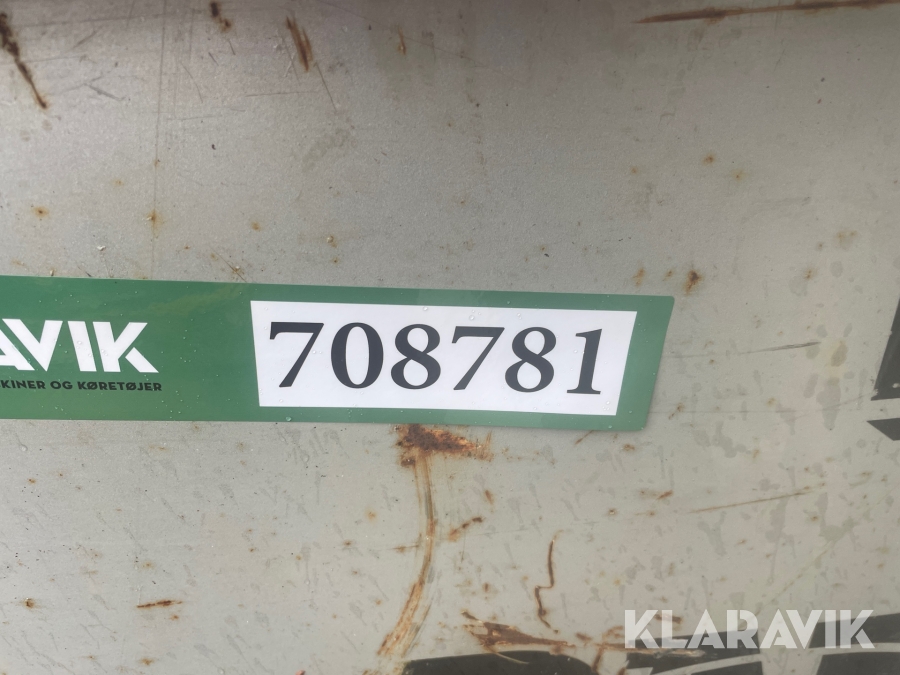 AVIK
KINER OG KØRETØJER
708781
KLARAVIK